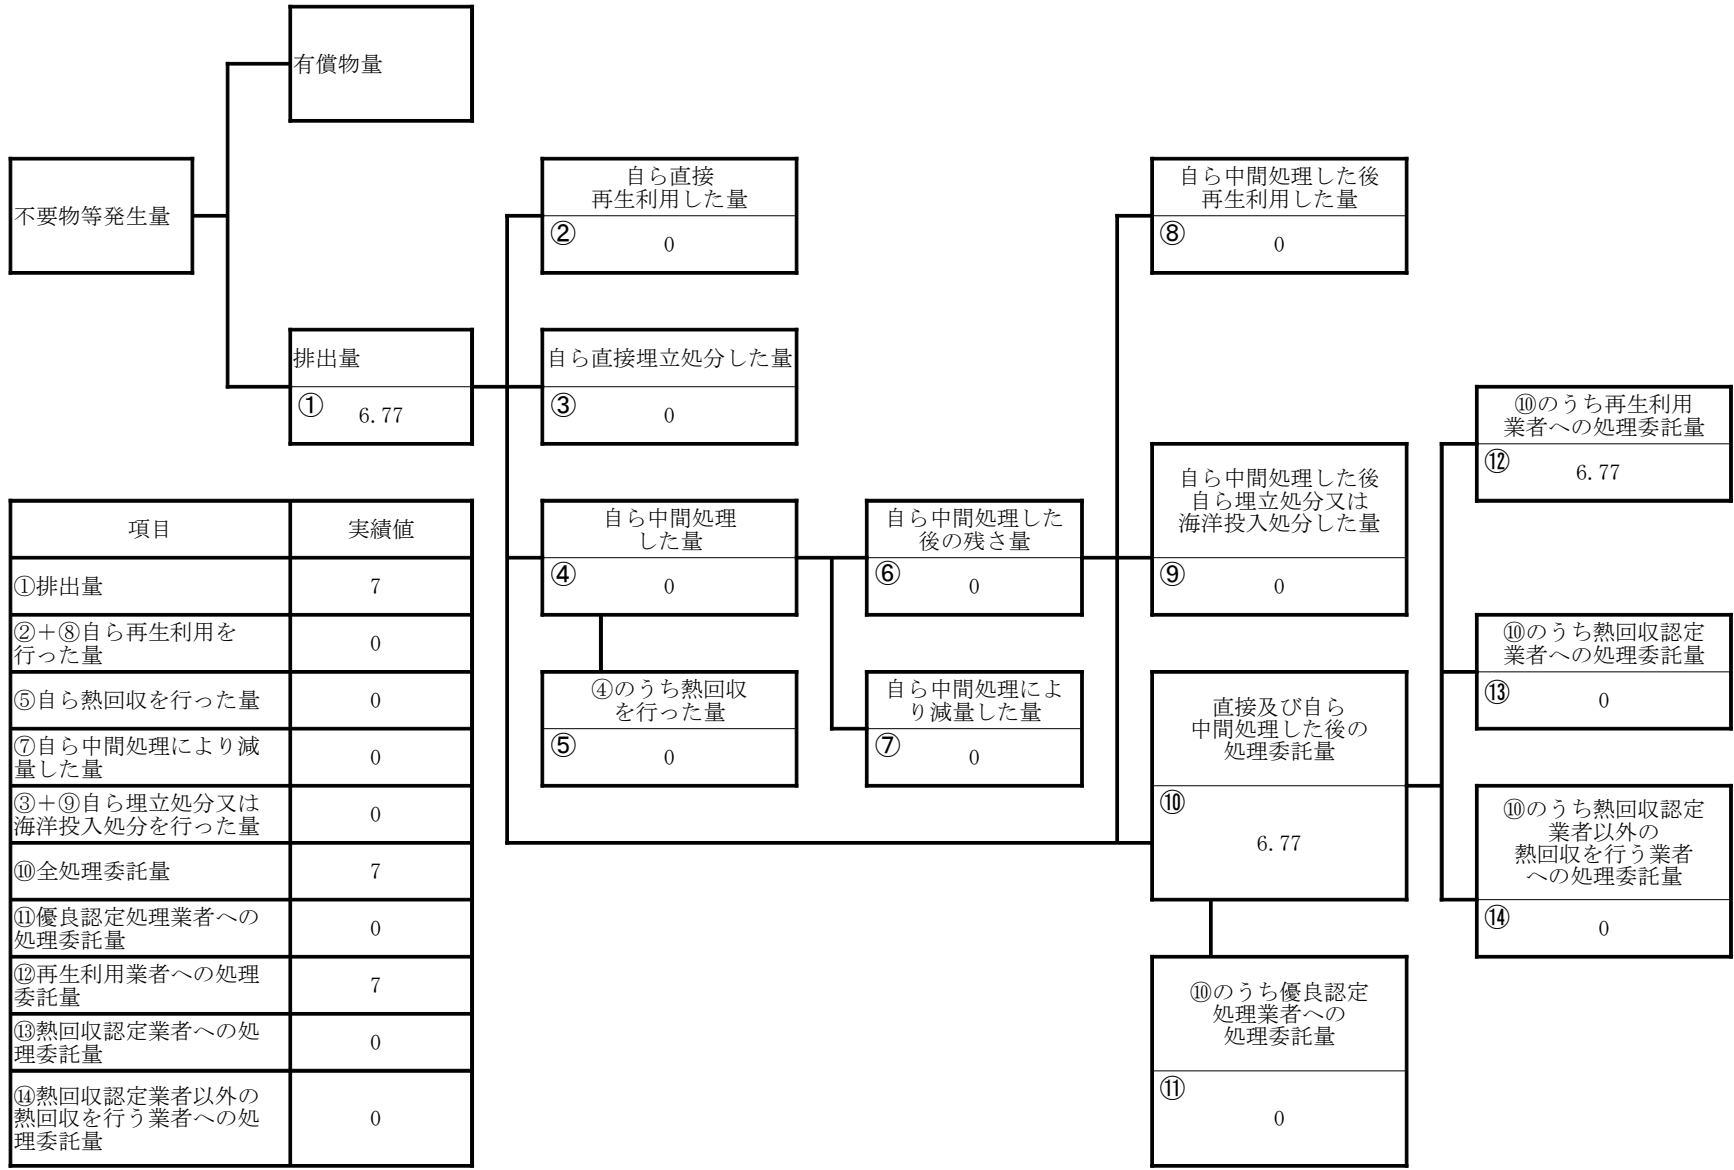 有償物量
不要物等発生量
自ら直接
再生利用した量
②
0
自ら中間処理した後
再生利用した量
⑧
0
排出量
①
6.77
自ら直接埋立処分した量
③
0
⑩のうち再生利用
業者への処理委託量
⑫
6.77
自ら中間処理
した量
④
0
自ら中間処理した
後の残さ量
⑥
0
自ら中間処理した後
自ら埋立処分又は
海洋投入処分した量
⑨
0
⑩のうち熱回収認定
業者への処理委託量
⑬
0
④のうち熱回収
を行った量
⑤
0
自ら中間処理によ
り減量した量
⑦
0
直接及び自ら
中間処理した後の
処理委託量
⑩
6.77
⑩のうち熱回収認定
業者以外の
熱回収を行う業者
への処理委託量
⑭
0
⑩のうち優良認定
処理業者への
処理委託量
⑪
0
項目 実績値
①排出量 7
②+⑧自ら再生利用を
行った量 0
⑤自ら熱回収を行った量 0
⑦自ら中間処理により減
量した量 0
③+⑨自ら埋立処分又は
海洋投入処分を行った量 0
⑩全処理委託量 7
⑪優良認定処理業者への
処理委託量 0
⑫再生利用業者への処理
委託量 7
⑬熱回収認定業者への処
理委託量 0
⑭熱回収認定業者以外の
熱回収を行う業者への処
理委託量 0